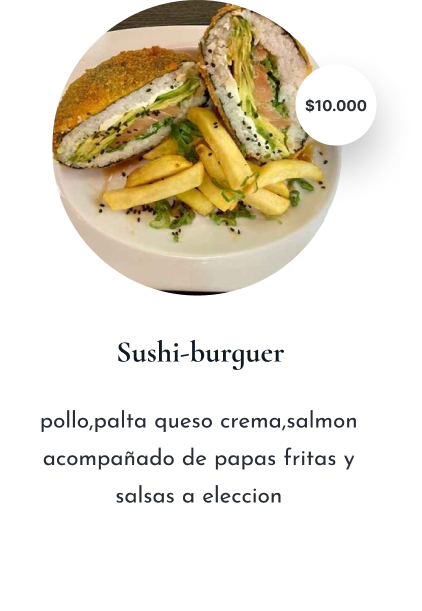 $10.000
Sushi-burguer
pollo,palta queso crema,salmon
acompañado de papas fritas y
salsas a eleccion